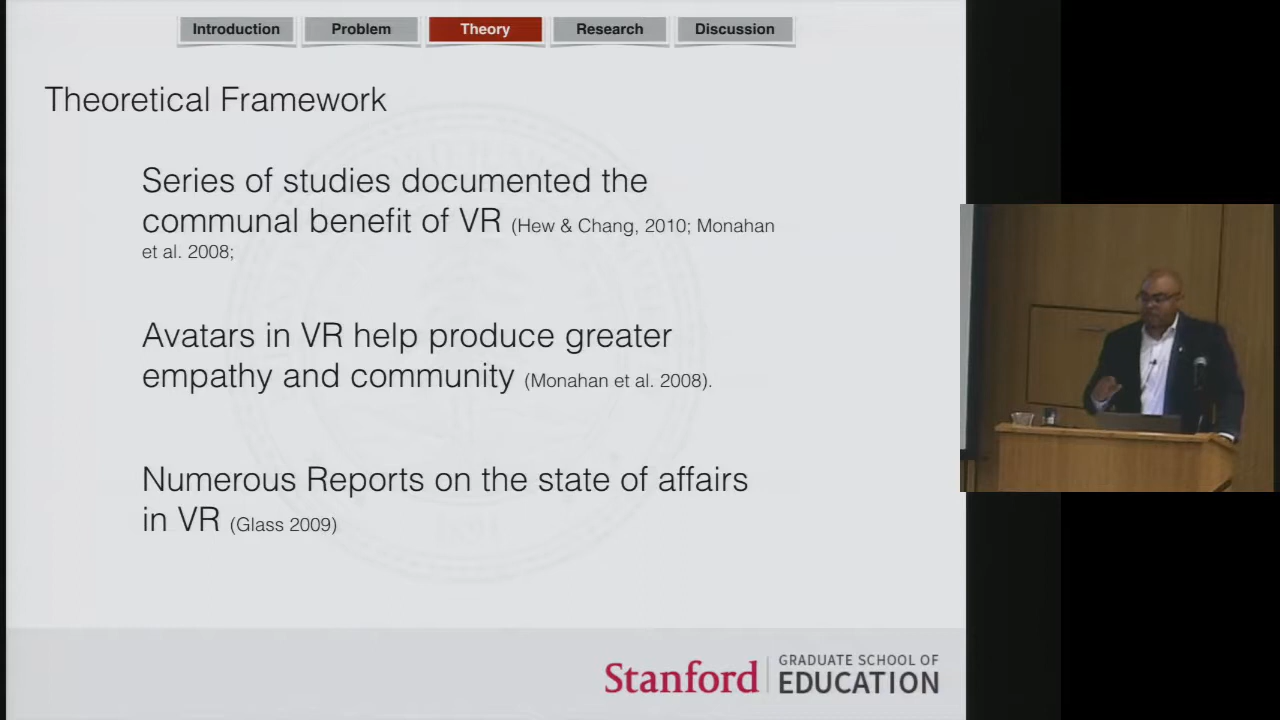 Introduction
Problem
Theory
Research
Discussion
Theoretical Framework
Series of studies documented the
communal benefit of VR (Hew & Chang, 2010; Monahan
et al. 2008;
Avatars in VR help produce greater
empathy and community (Monahan et al. 2008).
Numerous Reports on the state of affairs
in VR (Glass 2009)
Stanford
GRADUATE SCHOOL OF
EDUCATION